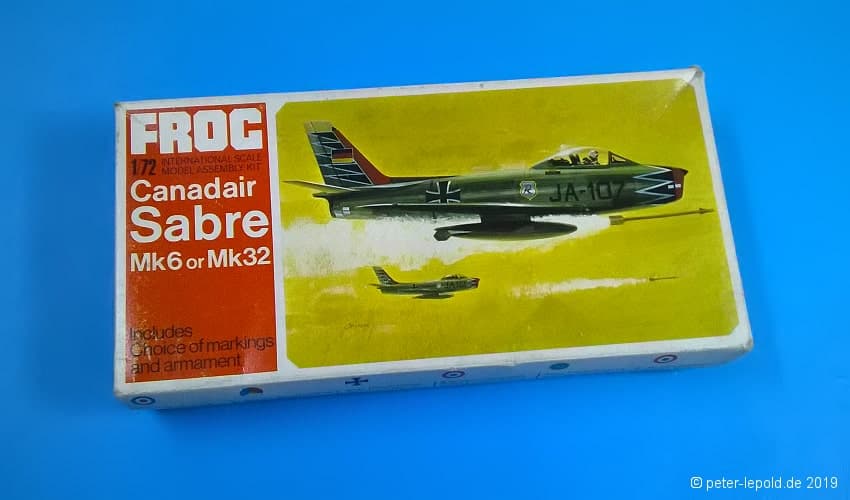 FROG
1/72 INTERNATIONAL SCALE
MODEL ASSEMBLY KIT
Canadair
Sabre
Mk6 or Mk32
Includes
Choice of markings
and armament.
JA-107
© peter-lepold.de 2019